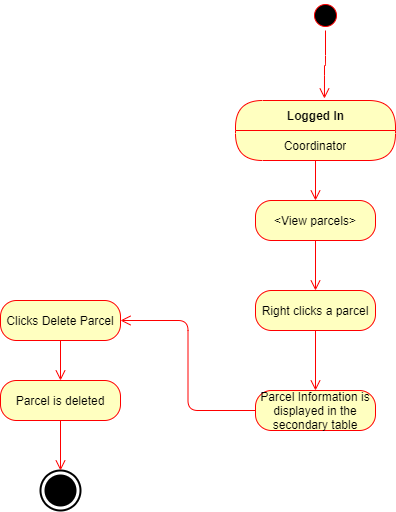 Logged In
Coordinator
<View parcels>
Right clicks a parcel
Parcel Information is
displayed in the
secondary table
Clicks Delete Parcel
Parcel is deleted